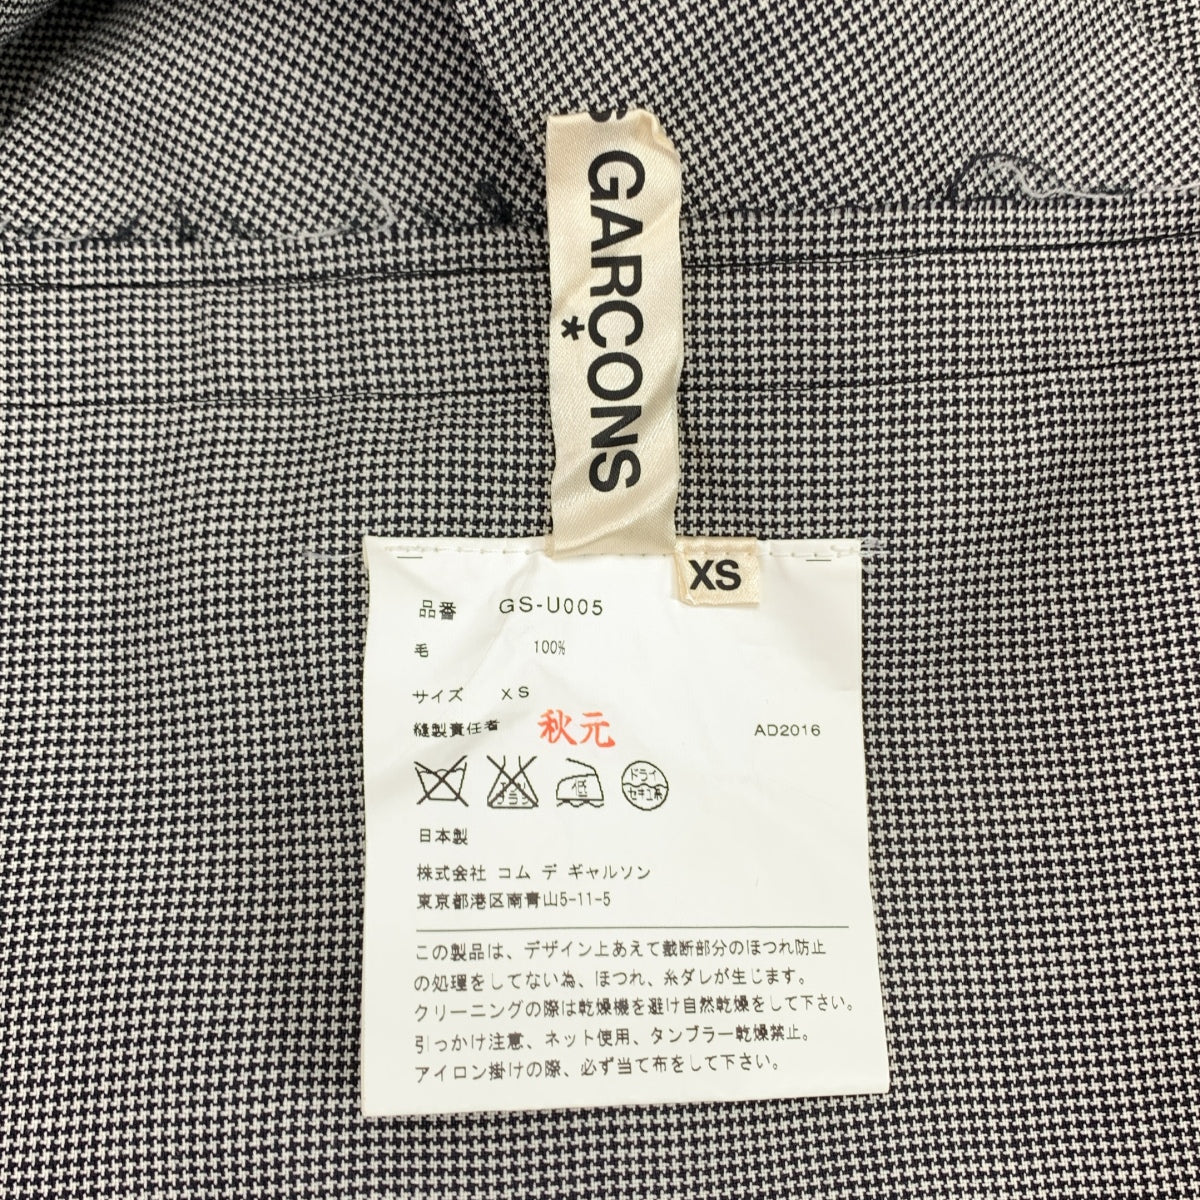 GARCONS
*
XS
品番 GS-U005
毛 100%
サイズ XS
縫製責任者 秋元 AD2016
低 ドライ セキユ系
日本製
株式会社 コム デ ギャルソン
東京都港区南青山5-11-5
この製品は、デザイン上あえて裁断部分のほつれ防止
の処理をしてない為、ほつれ、糸ダレが生じます。
クリーニングの際は乾燥機を避け自然乾燥をして下さい。
引っかけ注意、ネット使用、タンブラー乾燥禁止。
アイロン掛けの際、必ず当て布をして下さい。